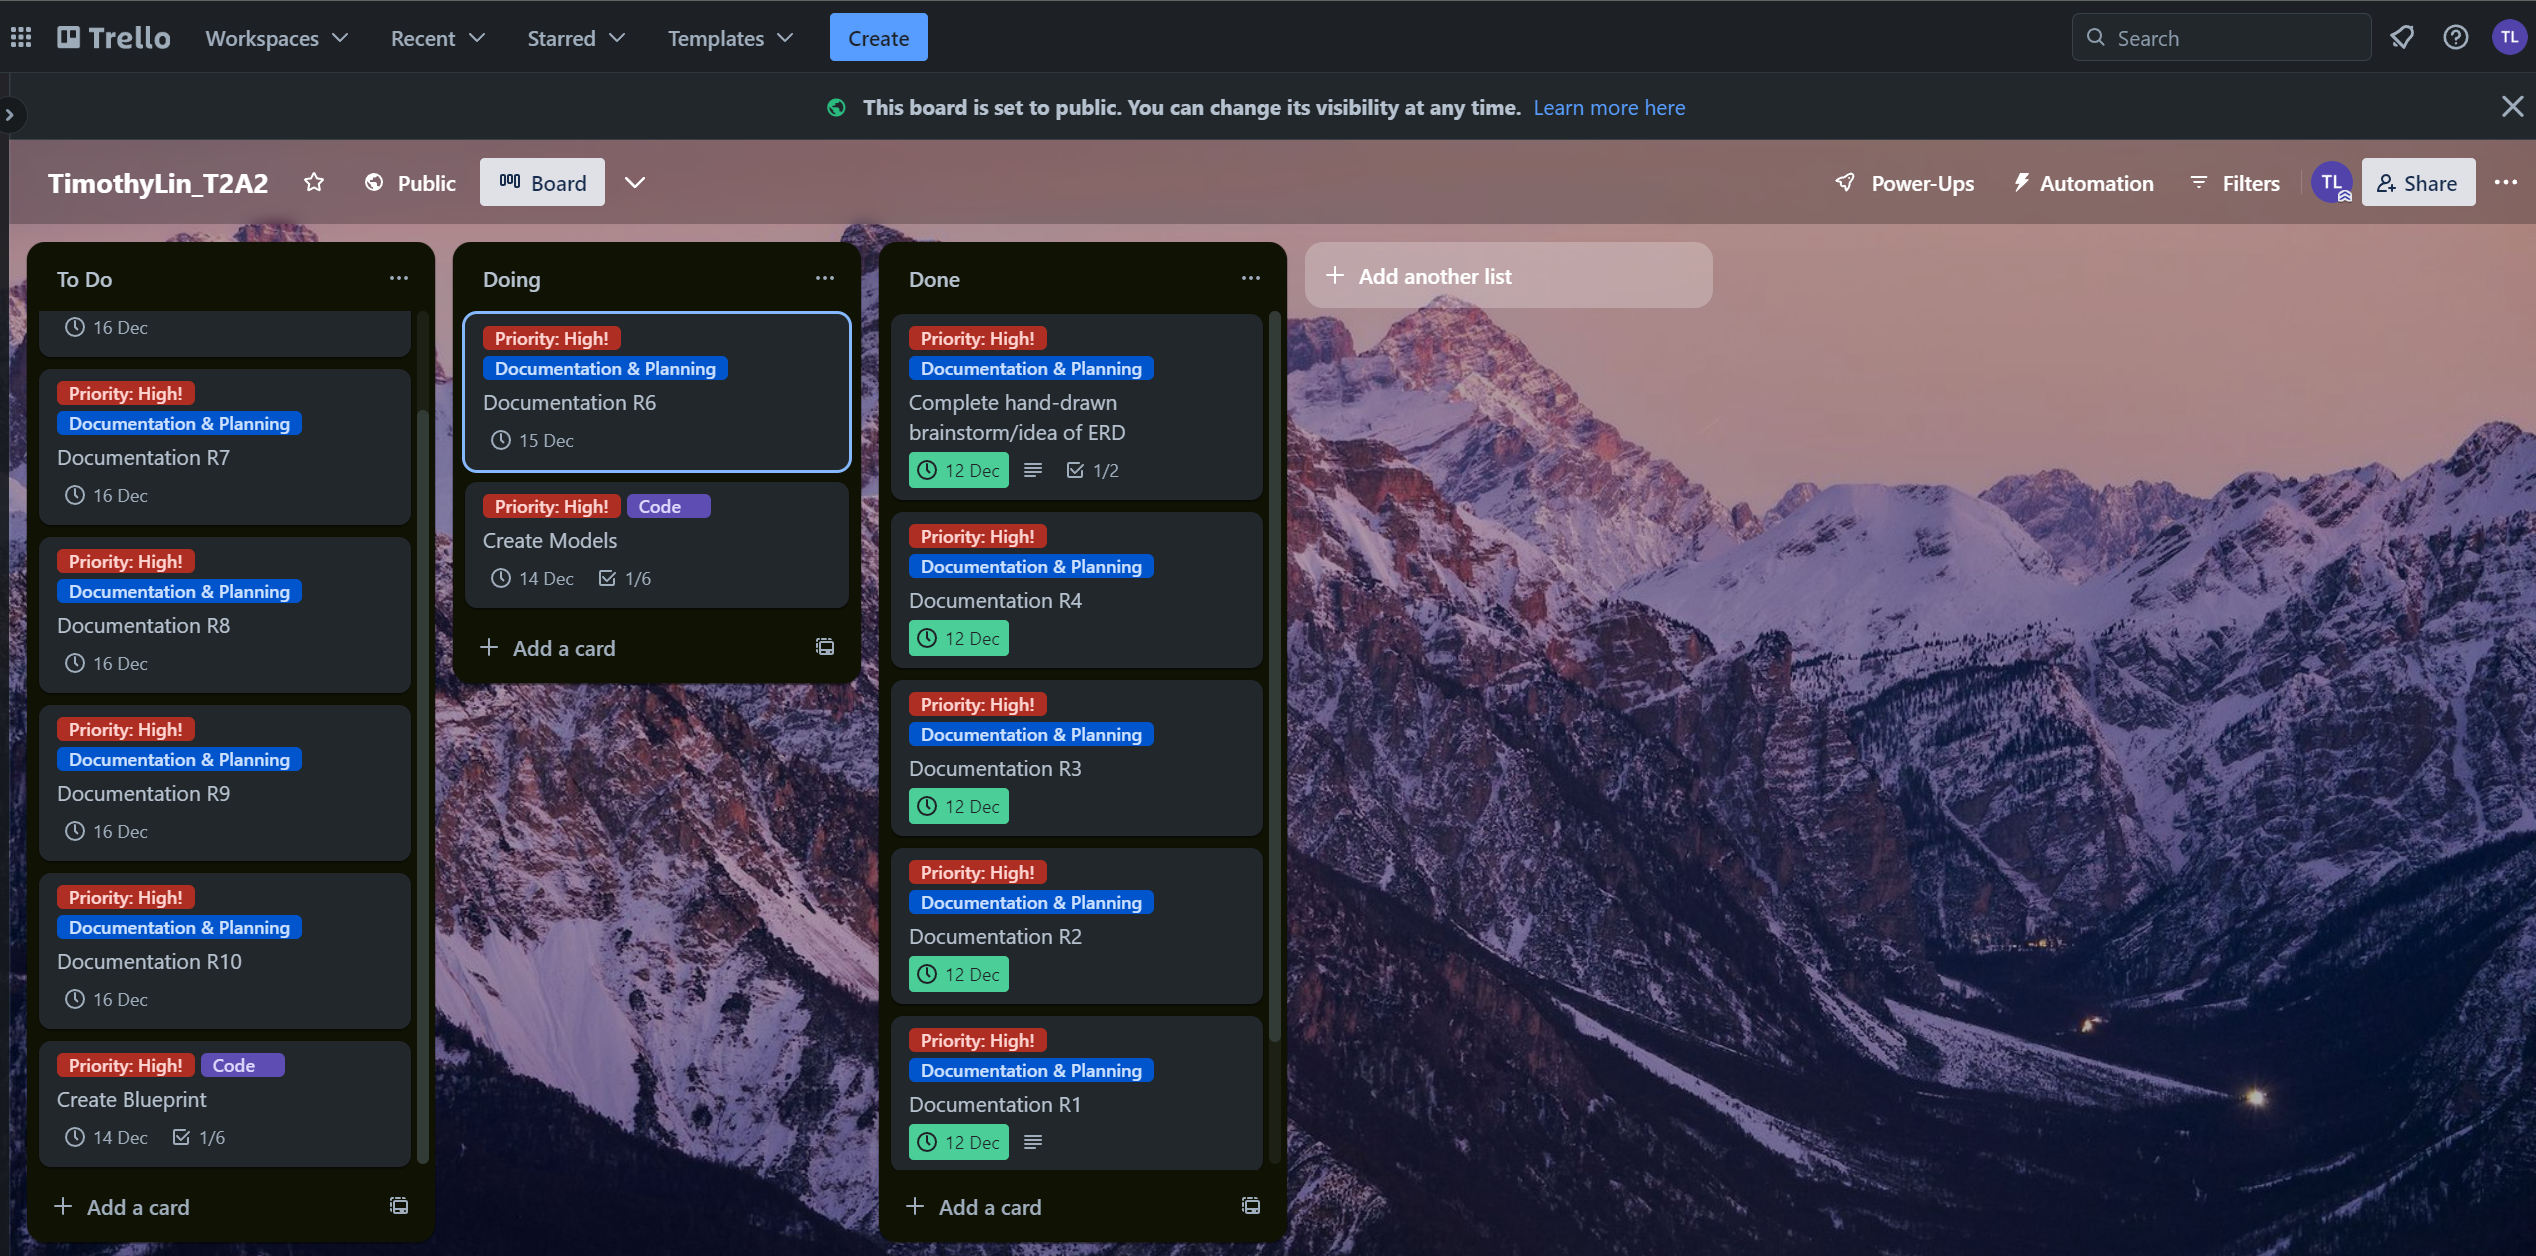 Trello Workspaces Recent Starred Templates Create Search TL
This board is set to public. You can change its visibility at any time. Learn more here
TimothyLin_T2A2 Public Board Power-Ups Automation Filters TL Share
To Do
16 Dec
Priority: High!
Documentation & Planning
Documentation R7
16 Dec
Priority: High!
Documentation & Planning
Documentation R8
16 Dec
Priority: High!
Documentation & Planning
Documentation R9
16 Dec
Priority: High!
Documentation & Planning
Documentation R10
16 Dec
Priority: High! Code
Create Blueprint
14 Dec 1/6
Add a card
Doing
Priority: High!
Documentation & Planning
Documentation R6
15 Dec
Priority: High! Code
Create Models
14 Dec 1/6
Add a card
Done
Priority: High!
Documentation & Planning
Complete hand-drawn
brainstorm/idea of ERD
12 Dec 1/2
Priority: High!
Documentation & Planning
Documentation R4
12 Dec
Priority: High!
Documentation & Planning
Documentation R3
12 Dec
Priority: High!
Documentation & Planning
Documentation R2
12 Dec
Priority: High!
Documentation & Planning
Documentation R1
12 Dec
Add a card
Add another list